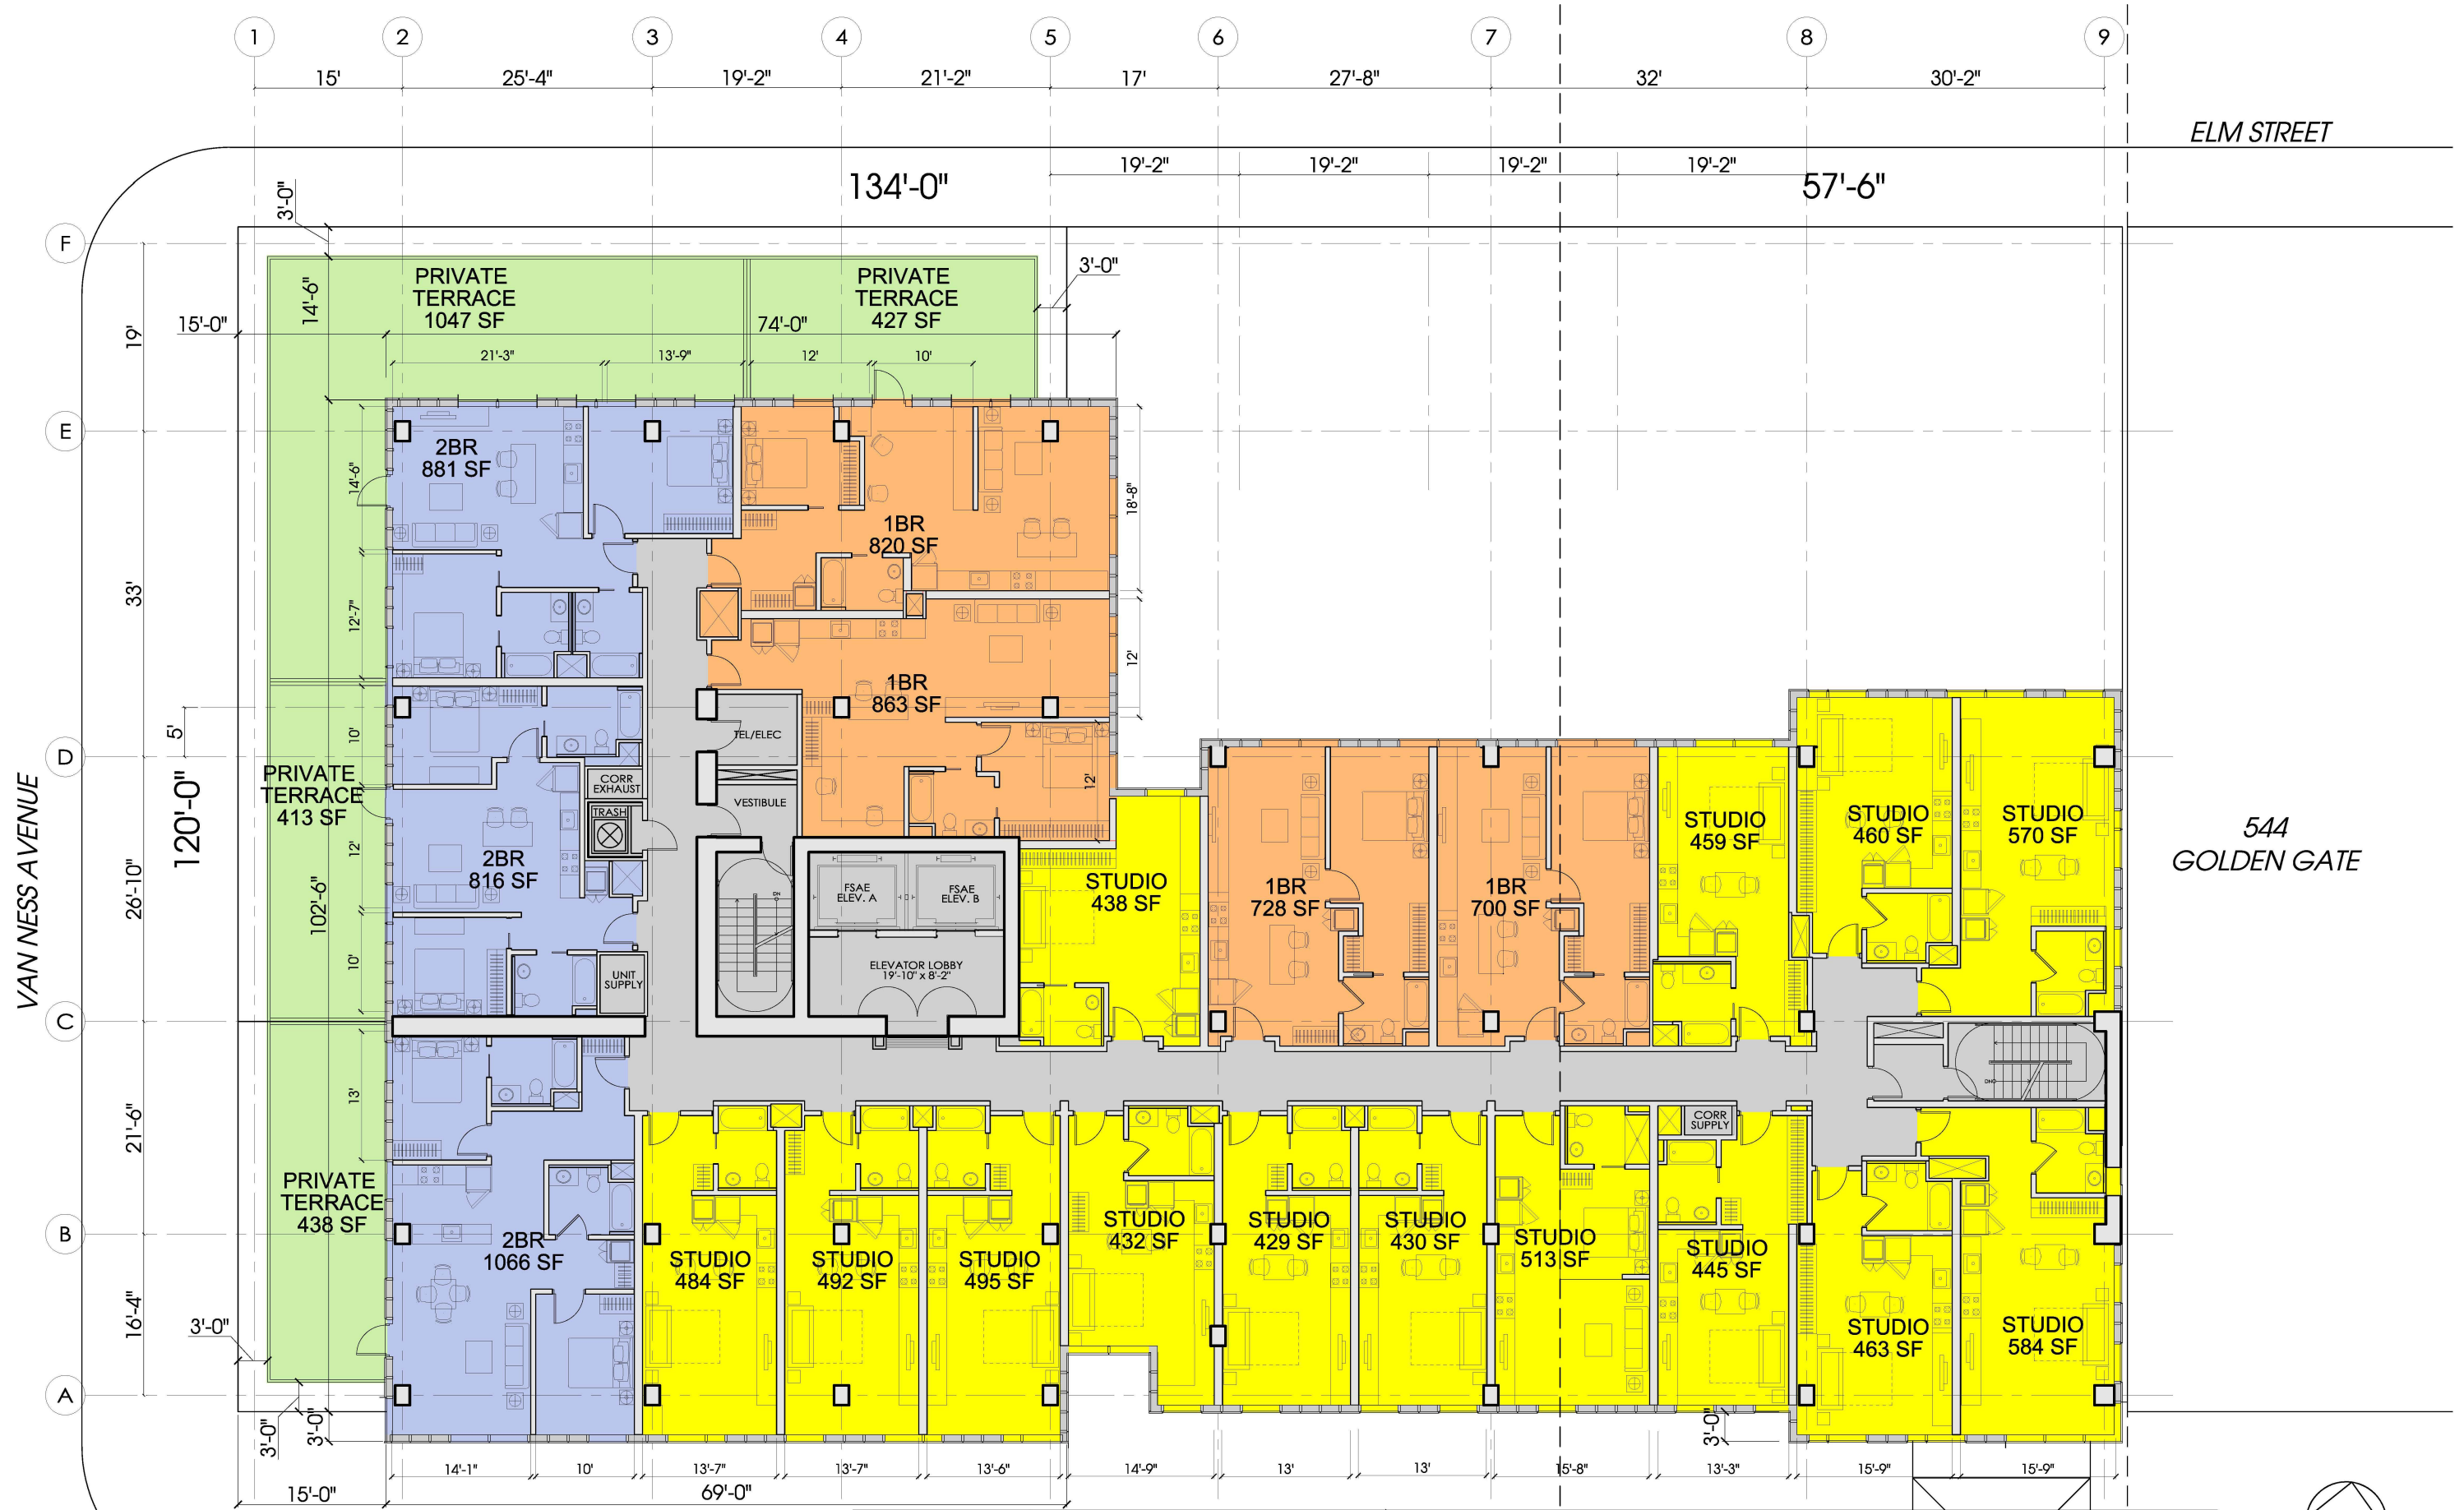 1 2 3 4 5 6 7 8 9
15' 25'-4" 19'-2" 21'-2" 17' 27'-8" 32' 30'-2"
ELM STREET
19'-2" 19'-2" 19'-2" 19'-2"
134'-0" 57'-6"
3'-0"
F
E
D
C
B
A
19'
33'
5'
26'-10"
21'-6"
16'-4"
120'-0"
102'-6"
VAN NESS AVENUE
14'-6"
15'-0"
74'-0"
3'-0"
PRIVATE
TERRACE
1047 SF
PRIVATE
TERRACE
427 SF
21'-3" 13'-9" 12' 10'
14'-6"
12'-7"
10'
12'
10'
13'
18'-8"
12'
12'
2BR
881 SF
1BR
820 SF
1BR
863 SF
TEL/ELEC
VESTIBULE
CORR
EXHAUST
TRASH
PRIVATE
TERRACE
413 SF
2BR
816 SF
UNIT
SUPPLY
DN
FSAE
ELEV. A
FSAE
ELEV. B
ELEVATOR LOBBY
19'-10" x 8'-2"
STUDIO
438 SF
1BR
728 SF
1BR
700 SF
STUDIO
459 SF
STUDIO
460 SF
STUDIO
570 SF
544
GOLDEN GATE
DN
PRIVATE
TERRACE
438 SF
2BR
1066 SF
STUDIO
484 SF
STUDIO
492 SF
STUDIO
495 SF
STUDIO
432 SF
STUDIO
429 SF
STUDIO
430 SF
STUDIO
513 SF
CORR
SUPPLY
STUDIO
445 SF
STUDIO
463 SF
STUDIO
584 SF
3'-0"
3'-0"
3'-0"
3'-0"
14'-1" 10' 13'-7" 13'-7" 13'-6" 14'-9" 13' 13' 15'-8" 13'-3" 15'-9" 15'-9"
15'-0" 69'-0"